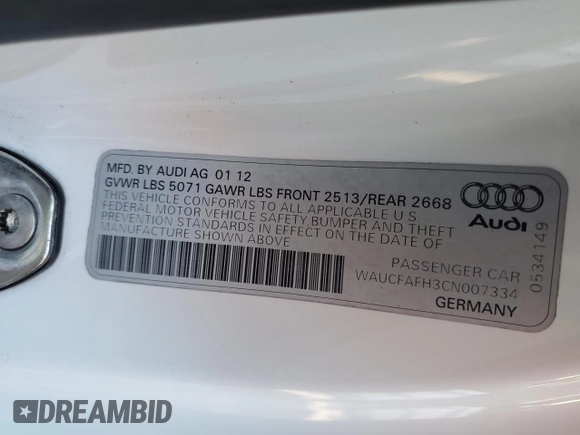 MFD. BY AUDI AG 01 12
GVWR LBS 5071 GAWR LBS FRONT 2513/REAR 2668
THIS VEHICLE CONFORMS TO ALL APPLICABLE U S
FEDERAL MOTOR VEHICLE SAFETY BUMPER AND THEFT
PREVENTION STANDARDS IN EFFECT ON THE DATE OF
MANUFACTURE SHOWN ABOVE
Audi
PASSENGER CAR
WAUCFAFH3CN007334
GERMANY
0534149
DREAMBID